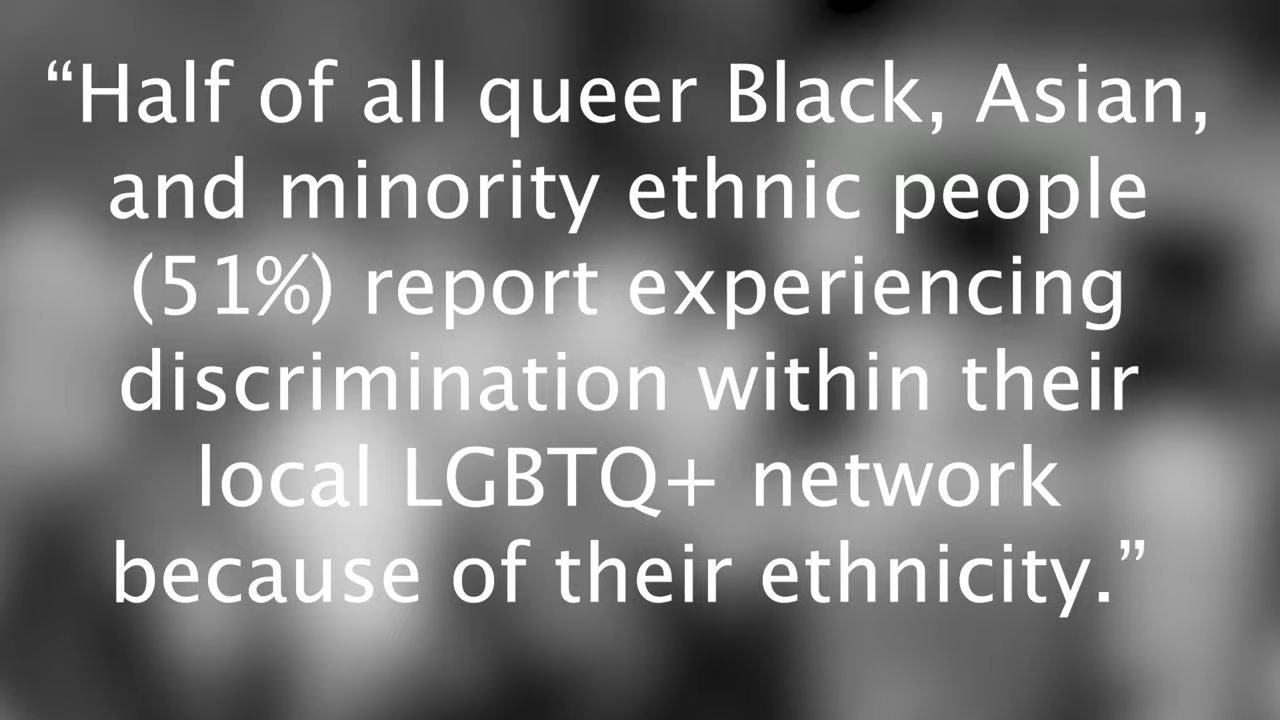 “Half of all queer Black, Asian,
and minority ethnic people
(51%) report experiencing
discrimination within their
local LGBTQ+ network
because of their ethnicity.”